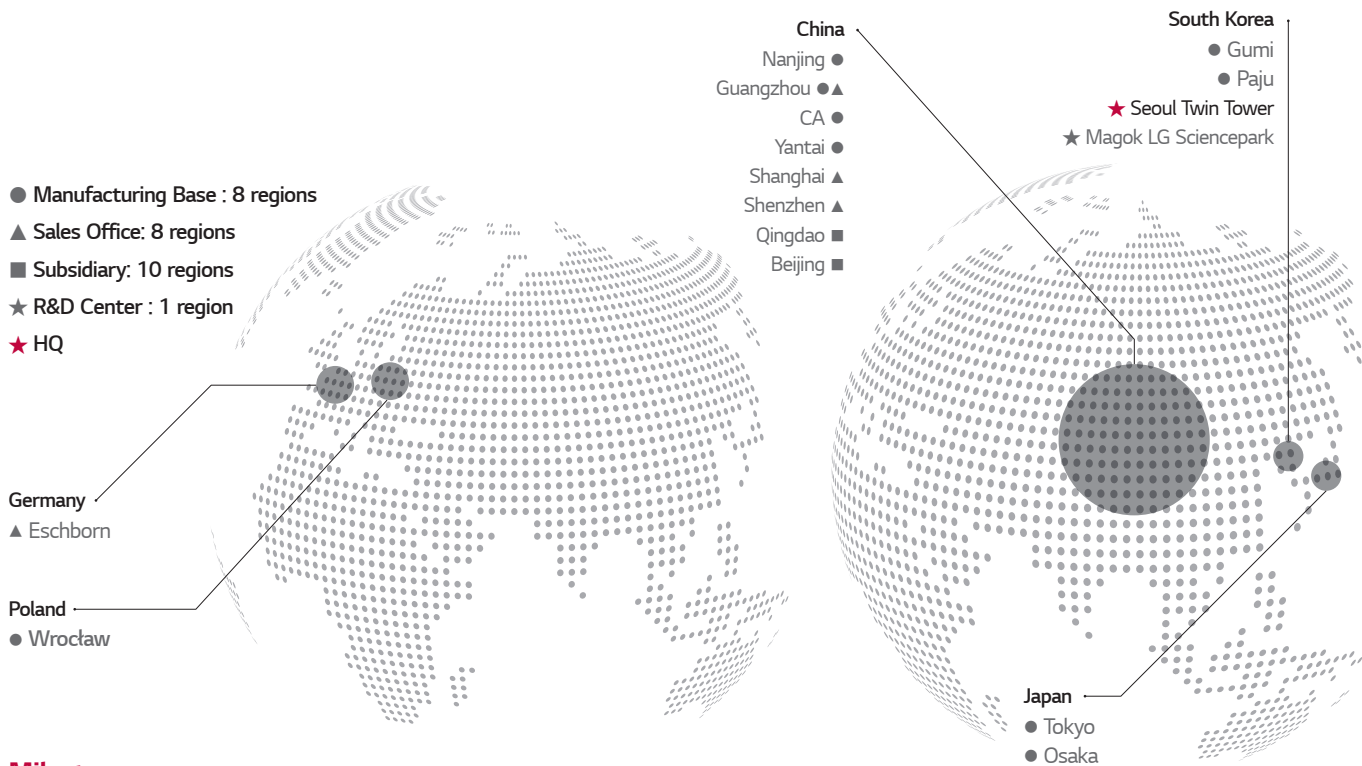 Manufacturing Base : 8 regions
Sales Office: 8 regions
Subsidiary: 10 regions
R&D Center : 1 region
HQ
Germany
Eschborn
Poland
Wrocław
China
Nanjing
Guangzhou
CA
Yantai
Shanghai
Shenzhen
Qingdao
Beijing
South Korea
Gumi
Paju
Seoul Twin Tower
Magok LG Sciencepark
Japan
Tokyo
Osaka